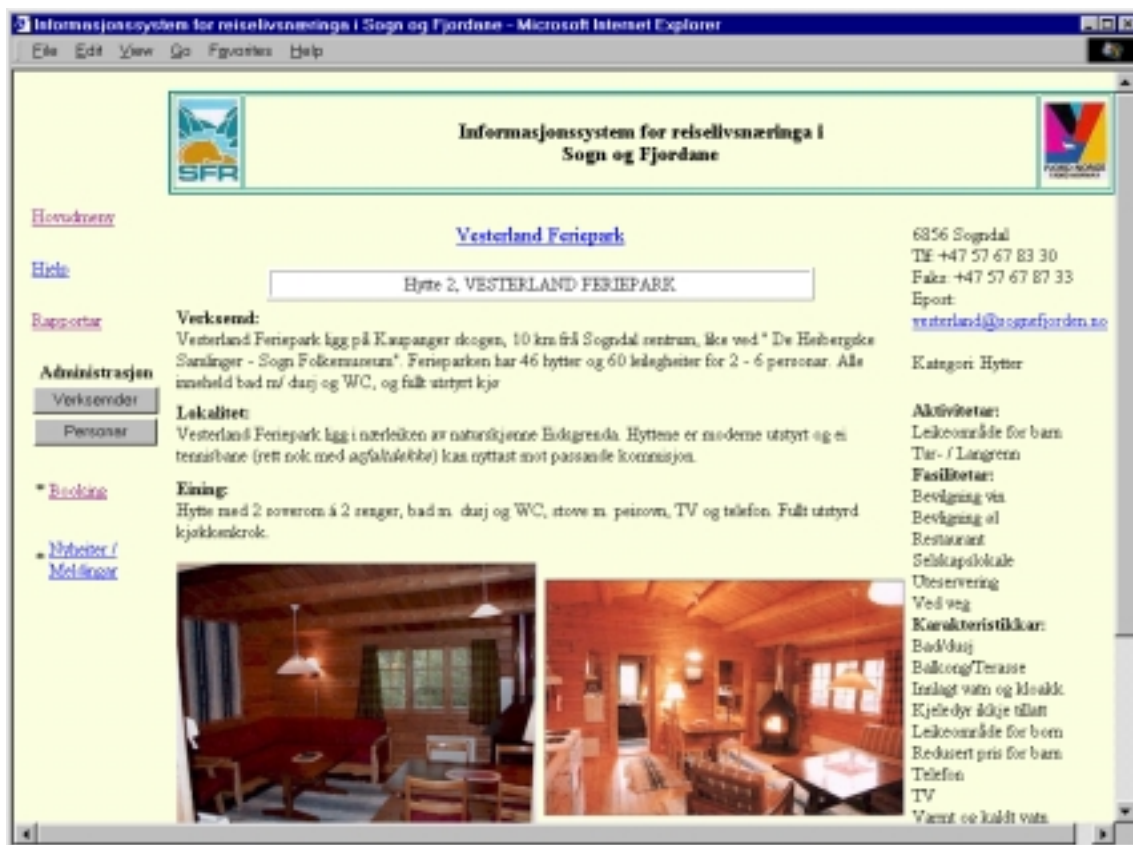 Informasjonssystem for reiselivsnæringa i Sogn og Fjordane - Microsoft Internet Explorer
File Edit View Go Favorites Help
SFR
Informasjonssystem for reiselivsnæringa i
Sogn og Fjordane
FJORD NORGE
Hovudmeny
Hjelp
Rapportar
Administrasjon
Verksemder
Personar
* Booking
* Nyheiter /
Meldingar
Vesterland Feriepark
Hytte 2, VESTERLAND FERIEPARK
Verksemd:
Vesterland Feriepark ligg på Kaupanger skogen, 10 km frå Sogndal sentrum, like ved " De Heibergske
Samlinger - Sogn Folkemuseum". Ferieparken har 46 hytter og 60 leilegheiter for 2 - 6 personar. Alle
inneheld bad m/ dusj og WC, og fullt utstyrt kjø
Lokalitet:
Vesterland Feriepark ligg i nærleiken av naturskjønne Eidsgrenda. Hyttene er moderne utstyrt og ei
tennisbane (rett nok med asfaltdekke) kan nyttast mot passande kommisjon.
Eining:
Hytte med 2 soverom à 2 senger, bad m. dusj og WC, stove m. peisovn, TV og telefon. Fullt utstyrd
kjøkkenkrok.
6856 Sogndal
Tlf: +47 57 67 83 30
Faks: +47 57 67 87 33
Epost:
vesterland@sognefjorden.no
Kategori: Hytter
Aktivitetar:
Leikeområde for barn
Tur- / Langrenn
Fasilitetar:
Bevilgning vin
Bevilgning øl
Restaurant
Selskapslokale
Uteservering
Ved veg
Karakteristikkar:
Bad/dusj
Balkong/Terasse
Innlagt vatn og kloakk
Kjeledyr ikkje tillatt
Leikeområde for born
Redusert pris for barn
Telefon
TV
Varmt og kaldt vatn